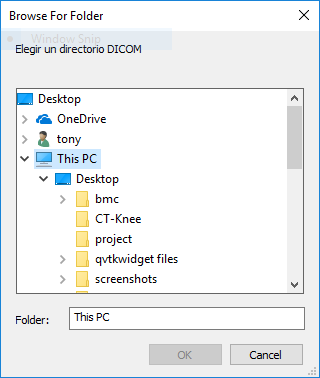 Browse For Folder
Window Snip
Elegir un directorio DICOM
Desktop
OneDrive
tony
This PC
Desktop
bmc
CT-Knee
project
qvtkwidget files
screenshots
Folder: This PC
OK Cancel